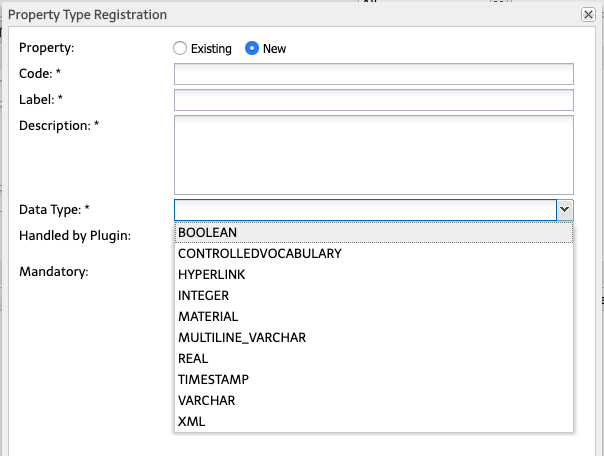 Property Type Registration
Property: Existing New
Code: *
Label: *
Description: *
Data Type: *
Handled by Plugin:
BOOLEAN
CONTROLLEDVOCABULARY
HYPERLINK
Mandatory:
INTEGER
MATERIAL
MULTILINE_VARCHAR
REAL
TIMESTAMP
VARCHAR
XML